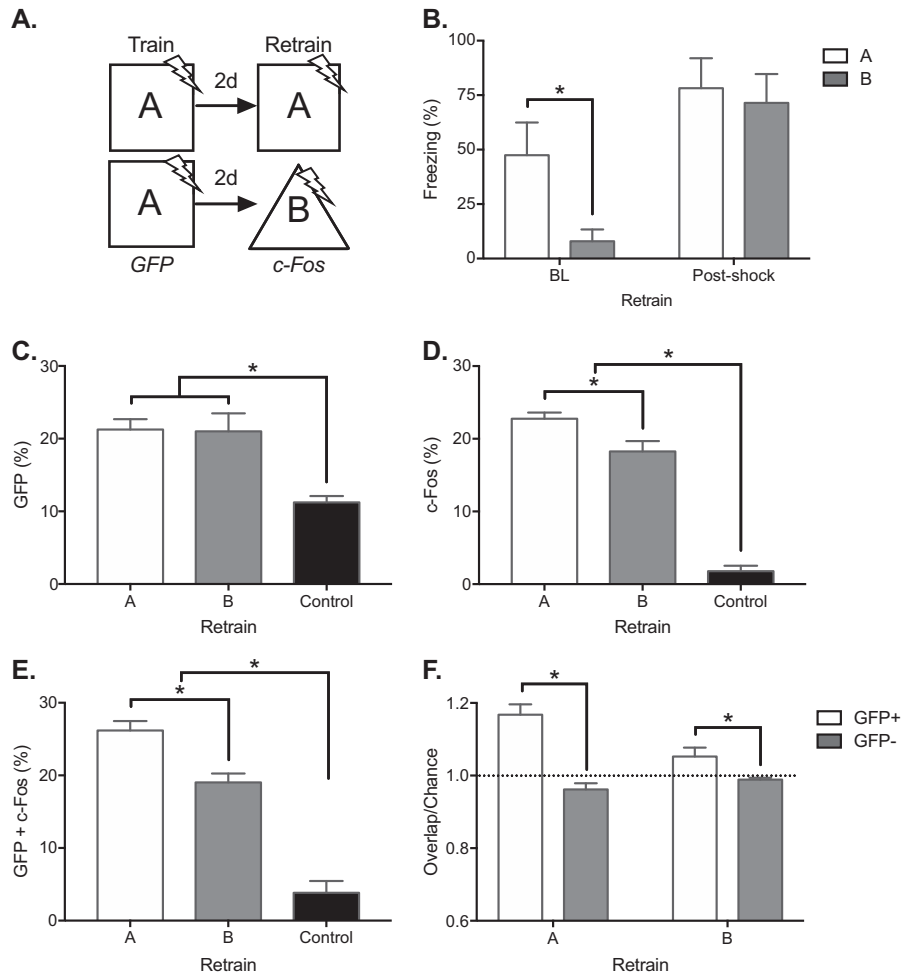 A.
Train
Retrain
A
2d
A
A
2d
B
GFP
c-Fos
B.
Freezing (%)
100
75
50
25
0
*
BL
Post-shock
Retrain
A
B
C.
GFP (%)
30
20
10
0
*
A
B
Control
Retrain
D.
c-Fos (%)
30
20
10
0
*
*
A
B
Control
Retrain
E.
GFP + c-Fos (%)
30
20
10
0
*
*
A
B
Control
Retrain
F.
Overlap/Chance
1.2
1.0
0.8
0.6
*
*
A
B
Retrain
GFP+
GFP-